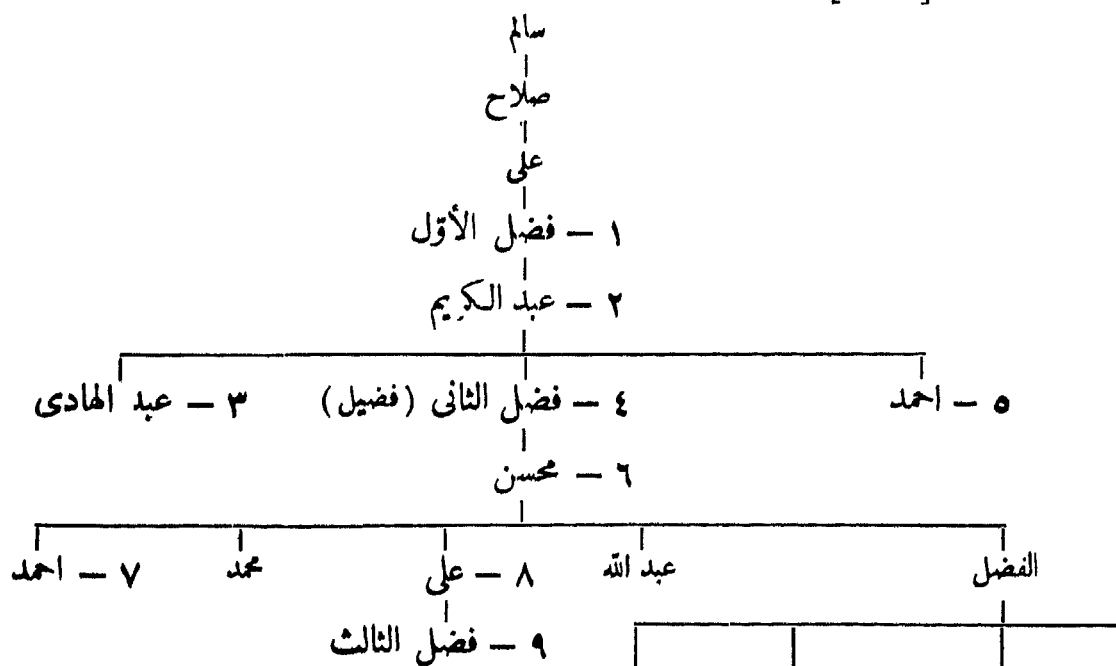 سالم
صلاح
على
١ — فضل الأوّل
٢ — عبد الكريم
٥ — احمد ٤ — فضل الثانى (فضيل) ٣ — عبد الهادى
٦ — محسن
الفضل عبد الله ٨ — على محمد ٧ — احمد
٩ — فضل الثالث